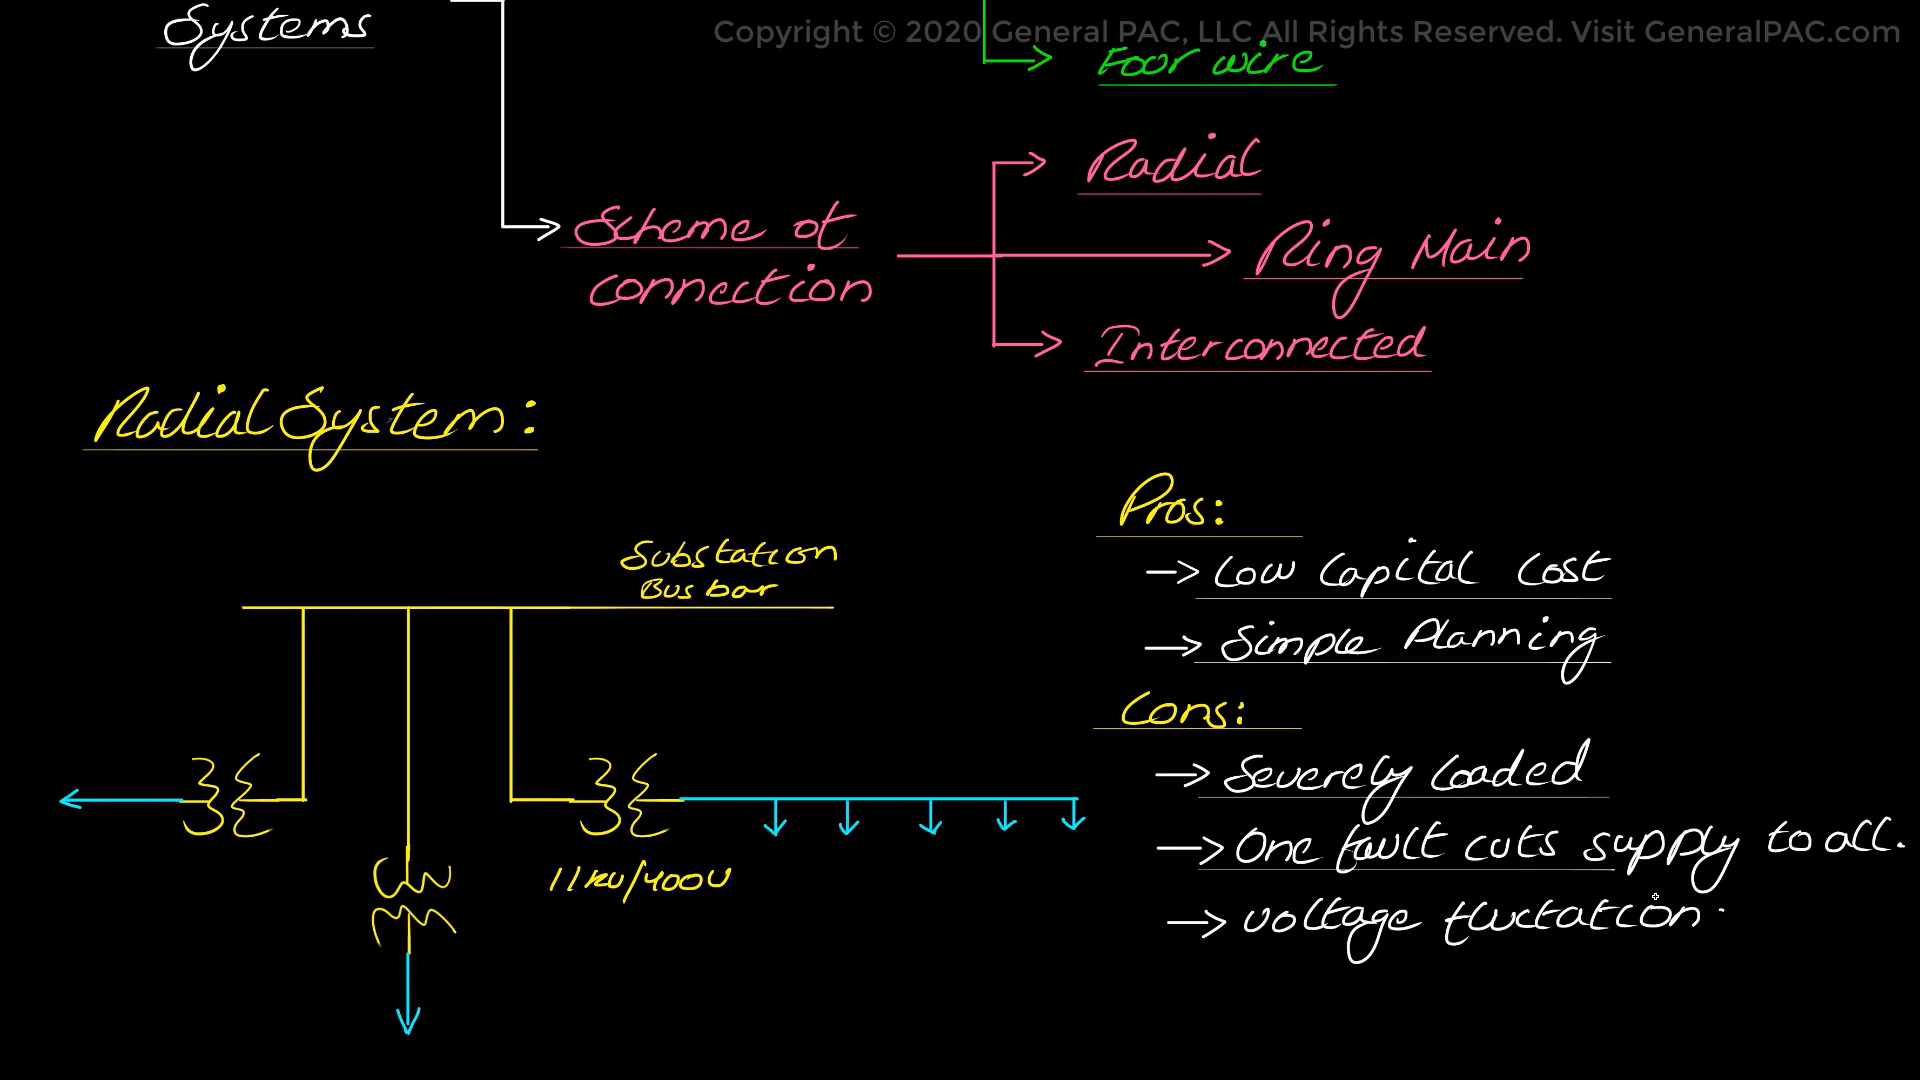 Systems
Copyright © 2020 General PAC, LLC All Rights Reserved. Visit GeneralPAC.com
Four wire
Radial
Scheme of
connection
Ring Main
Interconnected
Radial System:
Substation
Bus bar
11kV/400V
Pros:
→ Low Capital Cost
→ Simple Planning
Cons:
→ Severely Loaded
→ One fault cuts supply to all.
→ Voltage fluctation.